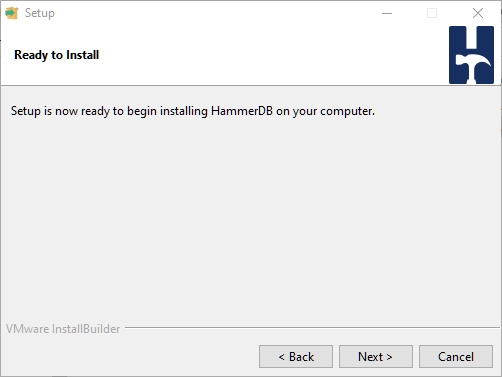 Setup
Ready to Install
Setup is now ready to begin installing HammerDB on your computer.
VMware InstallBuilder
< Back
Next >
Cancel